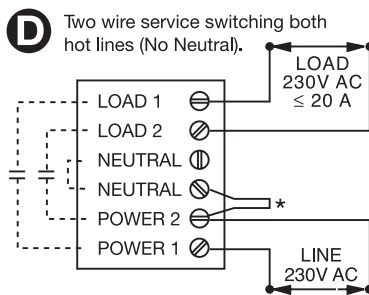 D
Two wire service switching both
hot lines (No Neutral).
LOAD
230V AC
≤ 20 A
LOAD 1
LOAD 2
NEUTRAL
NEUTRAL
*
POWER 2
POWER 1
LINE
230V AC